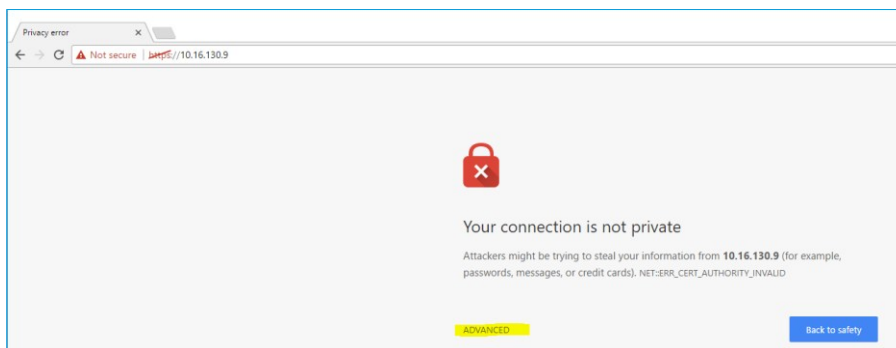 Privacy error
Not secure | https://10.16.130.9
Your connection is not private
Attackers might be trying to steal your information from 10.16.130.9 (for example,
passwords, messages, or credit cards). NET::ERR_CERT_AUTHORITY_INVALID
ADVANCED
Back to safety